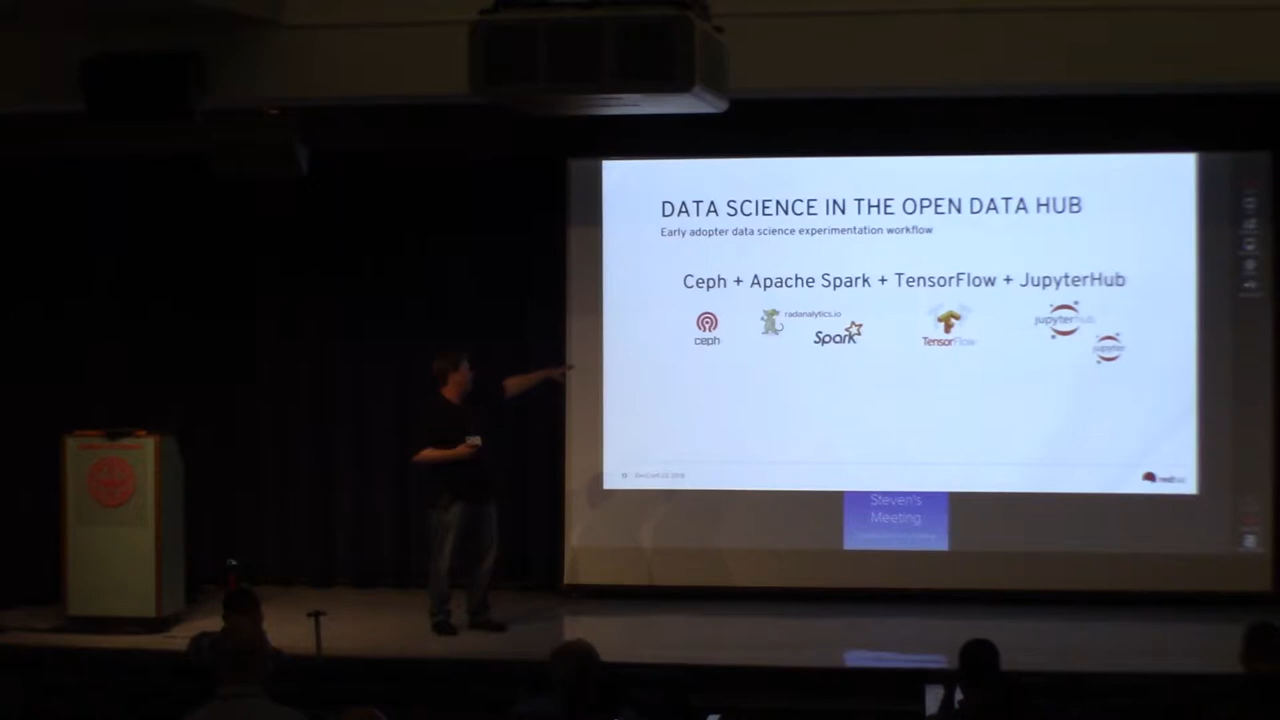 DATA SCIENCE IN THE OPEN DATA HUB
Early adopter data science experimentation workflow
Ceph + Apache Spark + TensorFlow + JupyterHub
radanalytics.io
ceph
Spark
TensorFlow
jupyterhub
jupyter
Steven's
Meeting